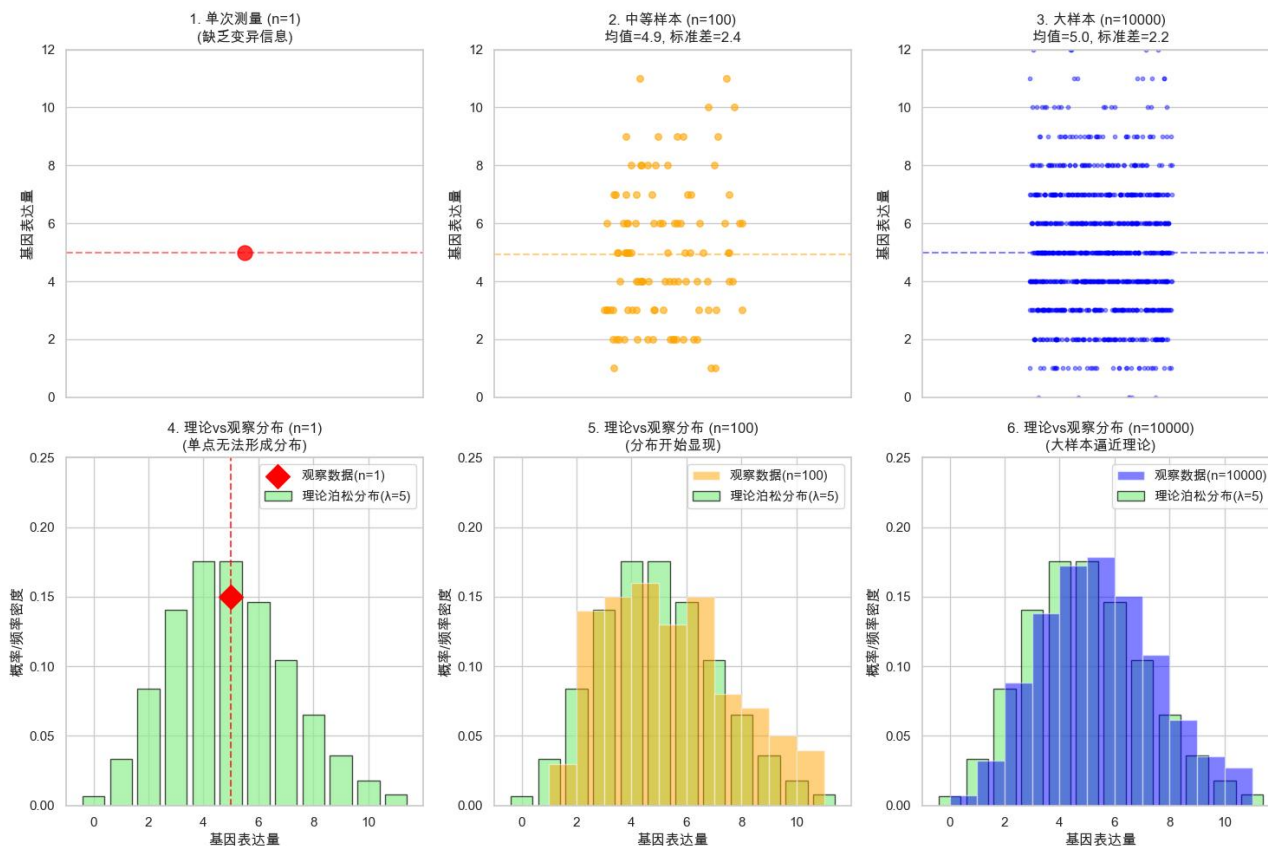 1. 单次测量 (n=1)
(缺乏变异信息)
2. 中等样本 (n=100)
均值=4.9, 标准差=2.4
3. 大样本 (n=10000)
均值=5.0, 标准差=2.2
基因表达量
12
10
8
6
4
2
0
基因表达量
12
10
8
6
4
2
0
基因表达量
12
10
8
6
4
2
0
4. 理论vs观察分布 (n=1)
(单点无法形成分布)
概率/频率密度
0.25
0.20
0.15
0.10
0.05
0.00
观察数据(n=1)
理论泊松分布(λ=5)
0 2 4 6 8 10
基因表达量
5. 理论vs观察分布 (n=100)
(分布开始显现)
概率/频率密度
0.25
0.20
0.15
0.10
0.05
0.00
观察数据(n=100)
理论泊松分布(λ=5)
0 2 4 6 8 10
基因表达量
6. 理论vs观察分布 (n=10000)
(大样本逼近理论)
概率/频率密度
0.25
0.20
0.15
0.10
0.05
0.00
观察数据(n=10000)
理论泊松分布(λ=5)
0 2 4 6 8 10
基因表达量